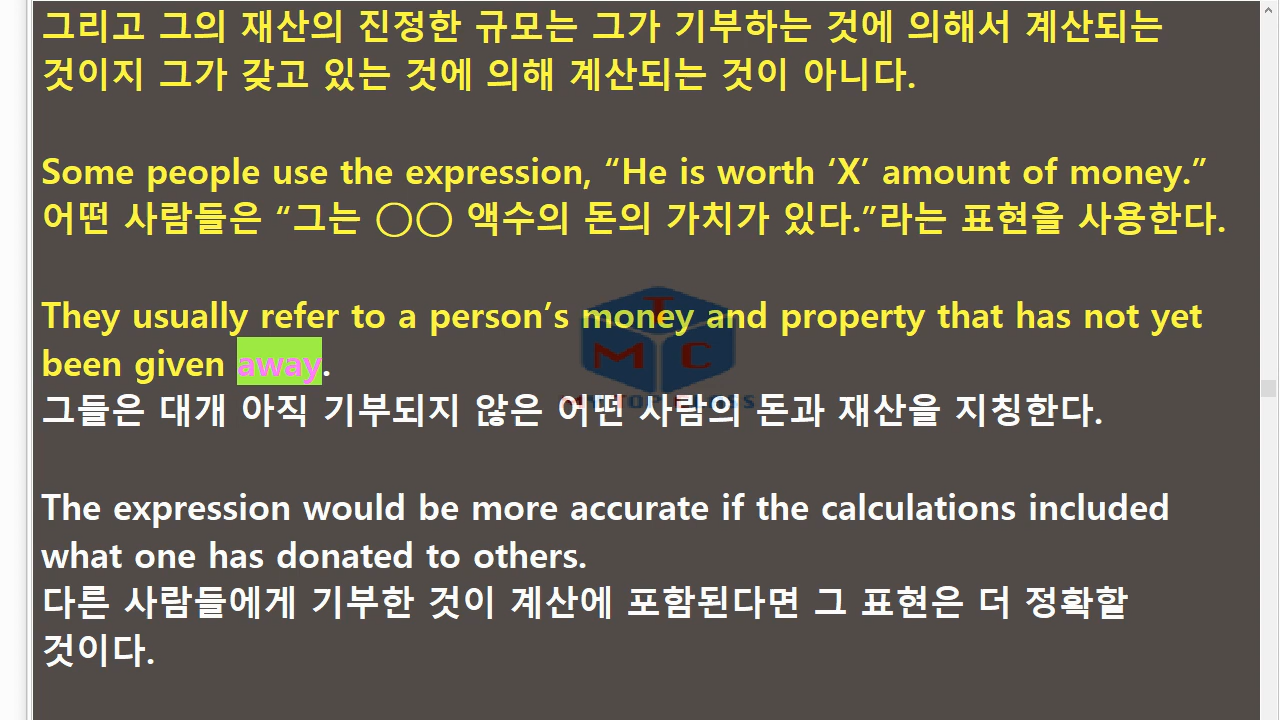 그리고 그의 재산의 진정한 규모는 그가 기부하는 것에 의해서 계산되는
것이지 그가 갖고 있는 것에 의해 계산되는 것이 아니다.
Some people use the expression, “He is worth ‘X’ amount of money.”
어떤 사람들은 “그는 ○○ 액수의 돈의 가치가 있다.”라는 표현을 사용한다.
They usually refer to a person’s money and property that has not yet
been given away.
그들은 대개 아직 기부되지 않은 어떤 사람의 돈과 재산을 지칭한다.
The expression would be more accurate if the calculations included
what one has donated to others.
다른 사람들에게 기부한 것이 계산에 포함된다면 그 표현은 더 정확할
것이다.
T
M C